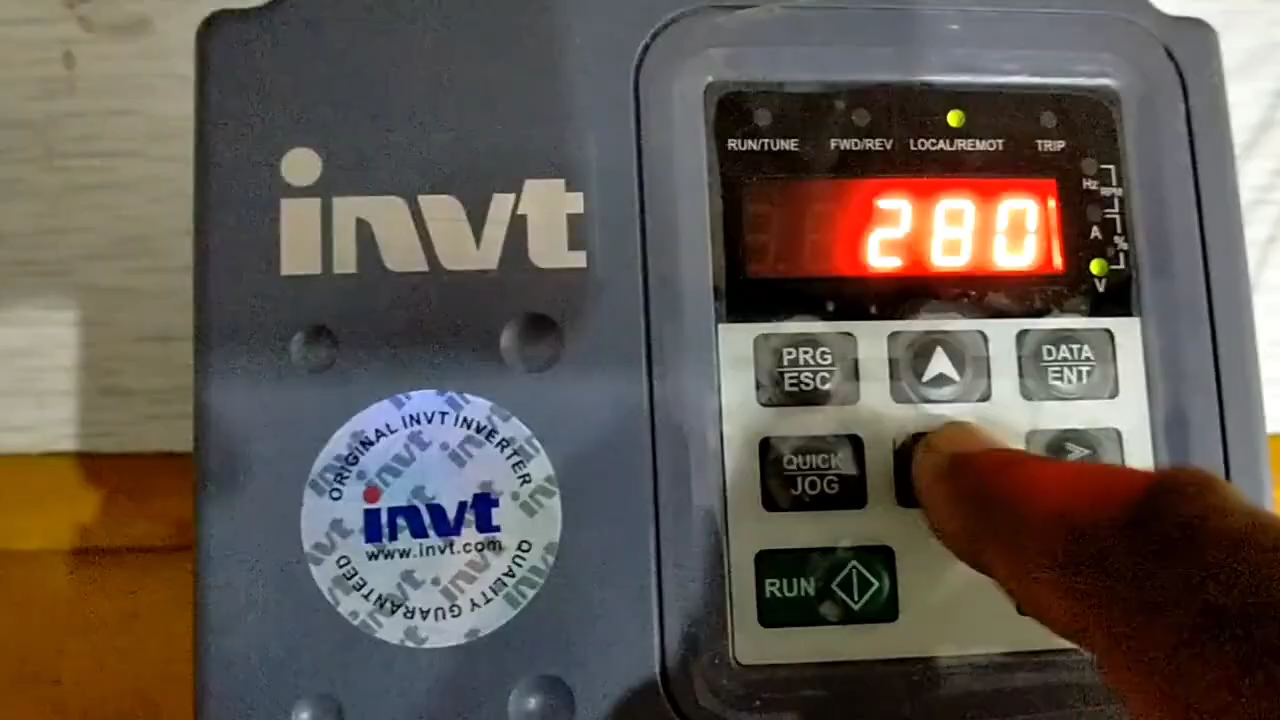 invt
RUN/TUNE FWD/REV LOCAL/REMOT TRIP
Hz
RPM
A
%
V
280
PRG
ESC
DATA
ENT
QUICK
JOG
RUN
ORIGINAL INVT INVERTER
invt
www.invt.com
QUALITY GUARANTEED